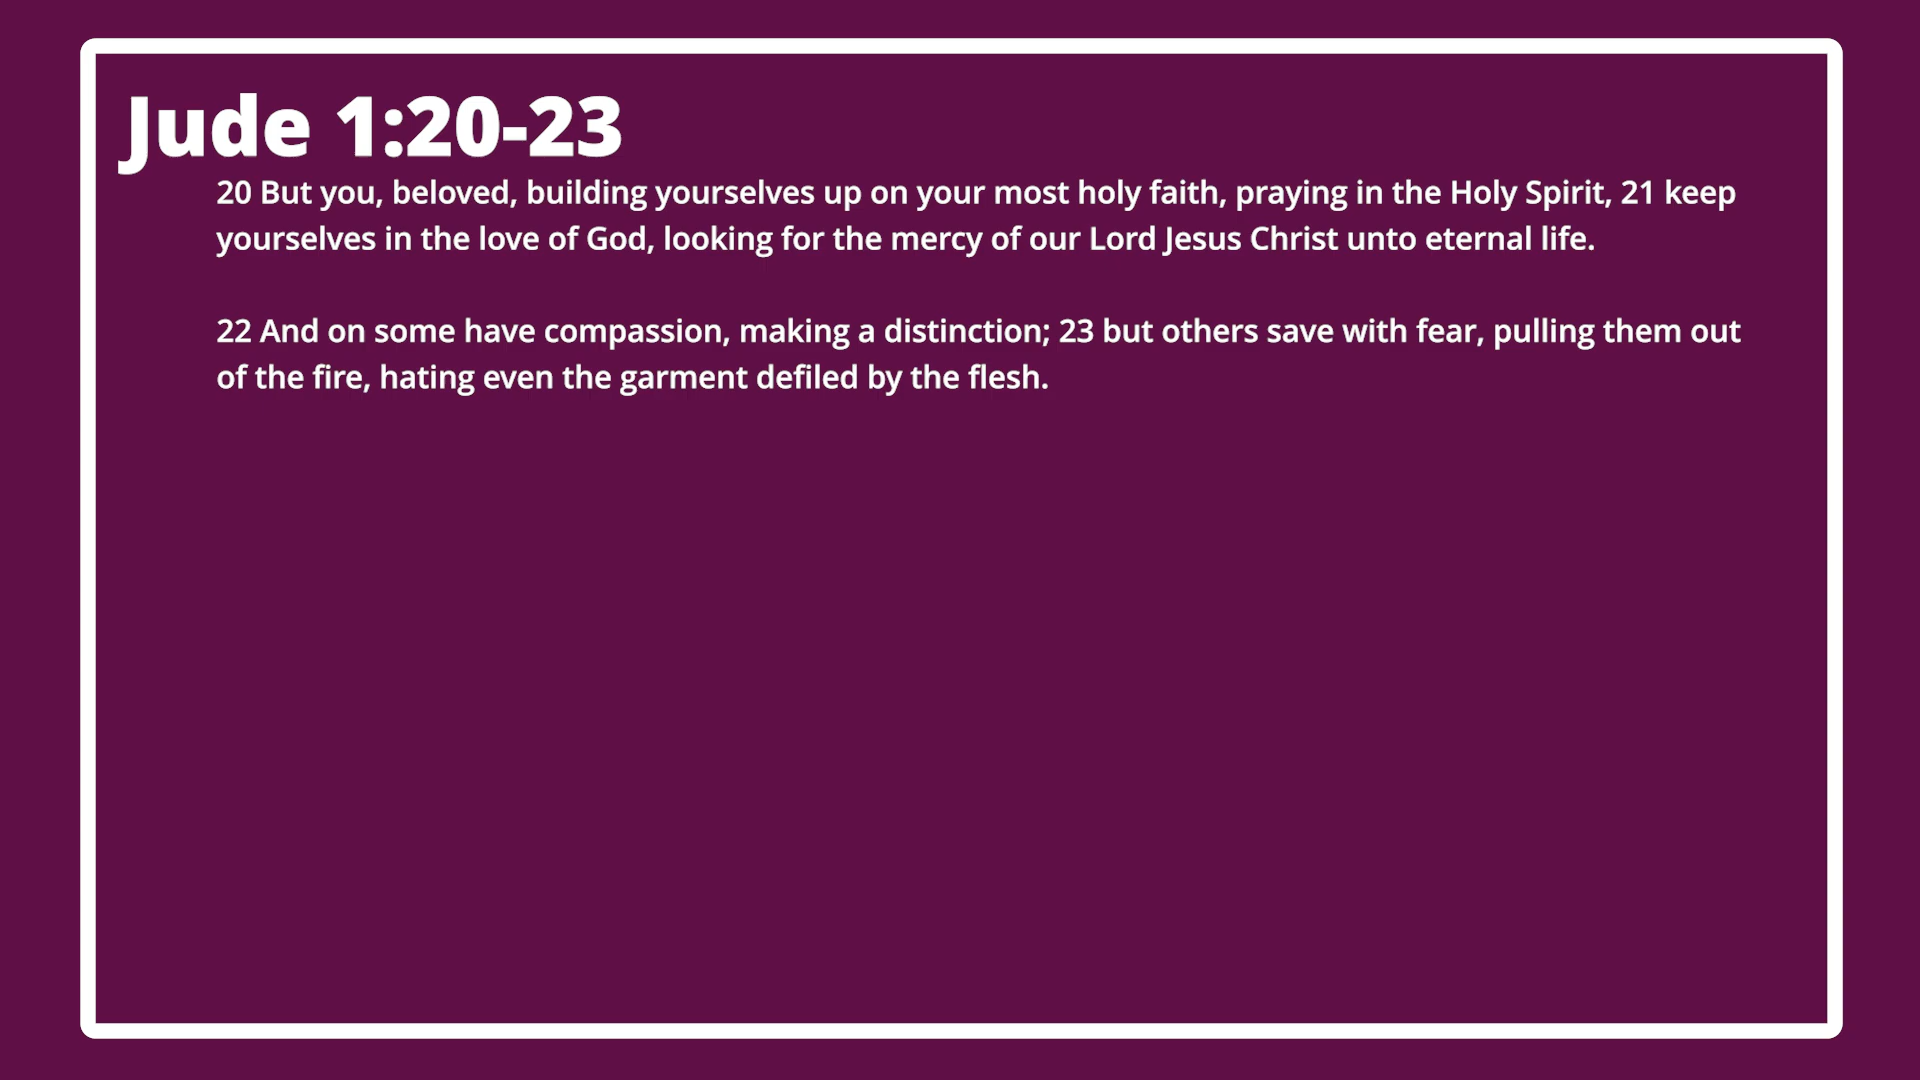 Jude 1:20-23
20 But you, beloved, building yourselves up on your most holy faith, praying in the Holy Spirit, 21 keep
yourselves in the love of God, looking for the mercy of our Lord Jesus Christ unto eternal life.
22 And on some have compassion, making a distinction; 23 but others save with fear, pulling them out
of the fire, hating even the garment defiled by the flesh.